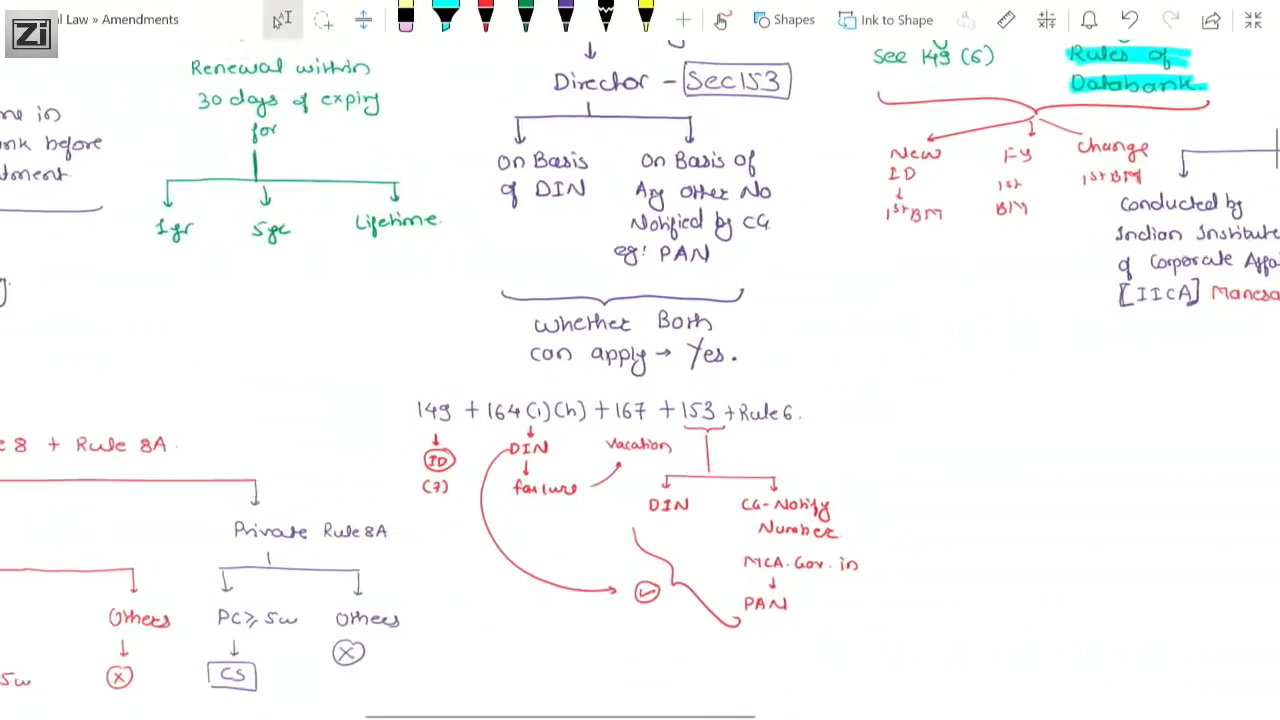 Zi
l Law » Amendments
Shapes
Ink to Shape
Renewal within
30 days of expiry
for
1yr
5yr
Lifetime.
me in
nk before
tment.
Director - Sec153
on Basis
of DIN
on Basis of
Any other No
Notified by CG
eg: PAN
whether Both
can apply → Yes.
See 149 (6)
Rules of
Databank.
New
ID
↓
1st BM
FY
1st
BM
change
1st BM
Conducted by
Indian Institute
of Corporate Affai
[IICA] Manesa
149 + 164(1)(h) + 167 + 153 + Rule 6.
ID
(7)
DIN
failure
vacation
DIN
CG-Notify
Number
MCA.Gov.in
PAN
e 8 + Rule 8A.
Private Rule 8A
Others
PC ≥ 5cr
Others
CS
5cr